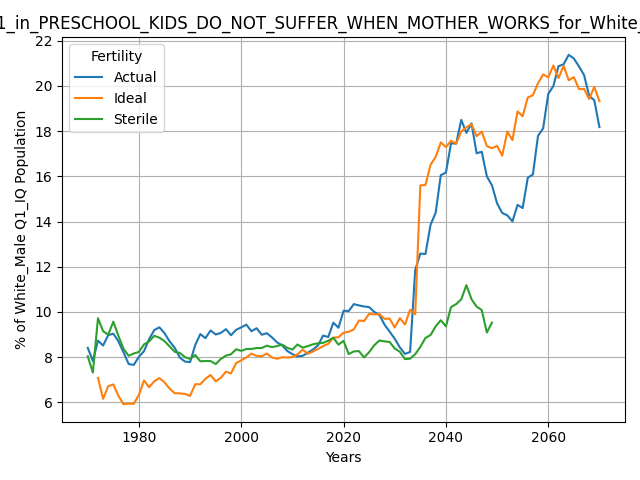 1_in_PRESCHOOL_KIDS_DO_NOT_SUFFER_WHEN_MOTHER_WORKS_for_White_
Fertility
Actual
Ideal
Sterile
% of White_Male Q1_IQ Population
22
20
18
16
14
12
10
8
6
1980
2000
2020
2040
2060
Years